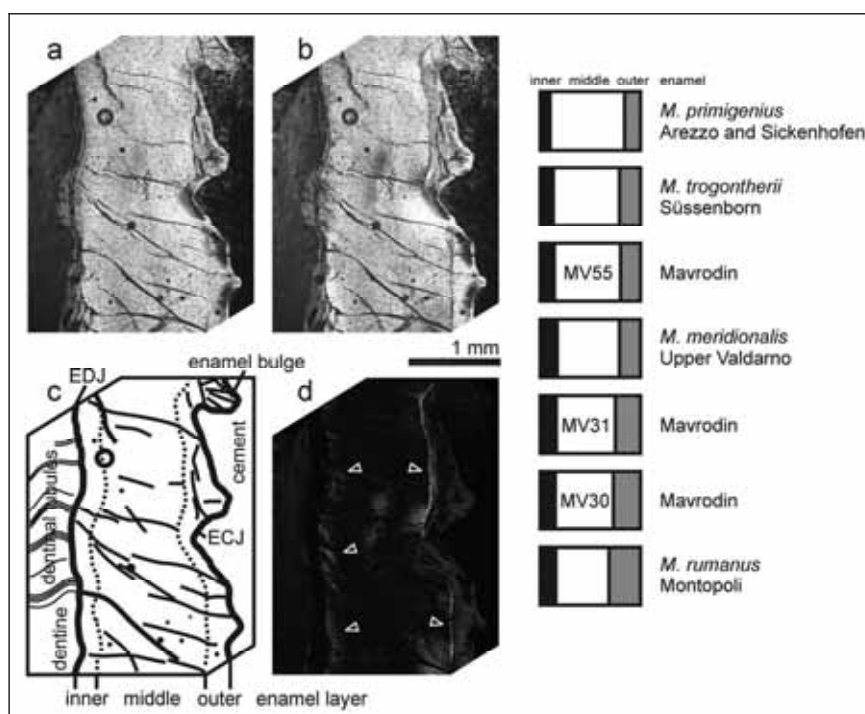 a
b
c
EDJ
enamel bulge
1 mm
d
dentinal tubules
cement
ECJ
dentine
inner middle outer enamel layer
inner middle outer enamel
M. primigenius
Arezzo and Sickenhofen
M. trogontherii
Süssenborn
MV55 Mavrodin
M. meridionalis
Upper Valdarno
MV31 Mavrodin
MV30 Mavrodin
M. rumanus
Montopoli